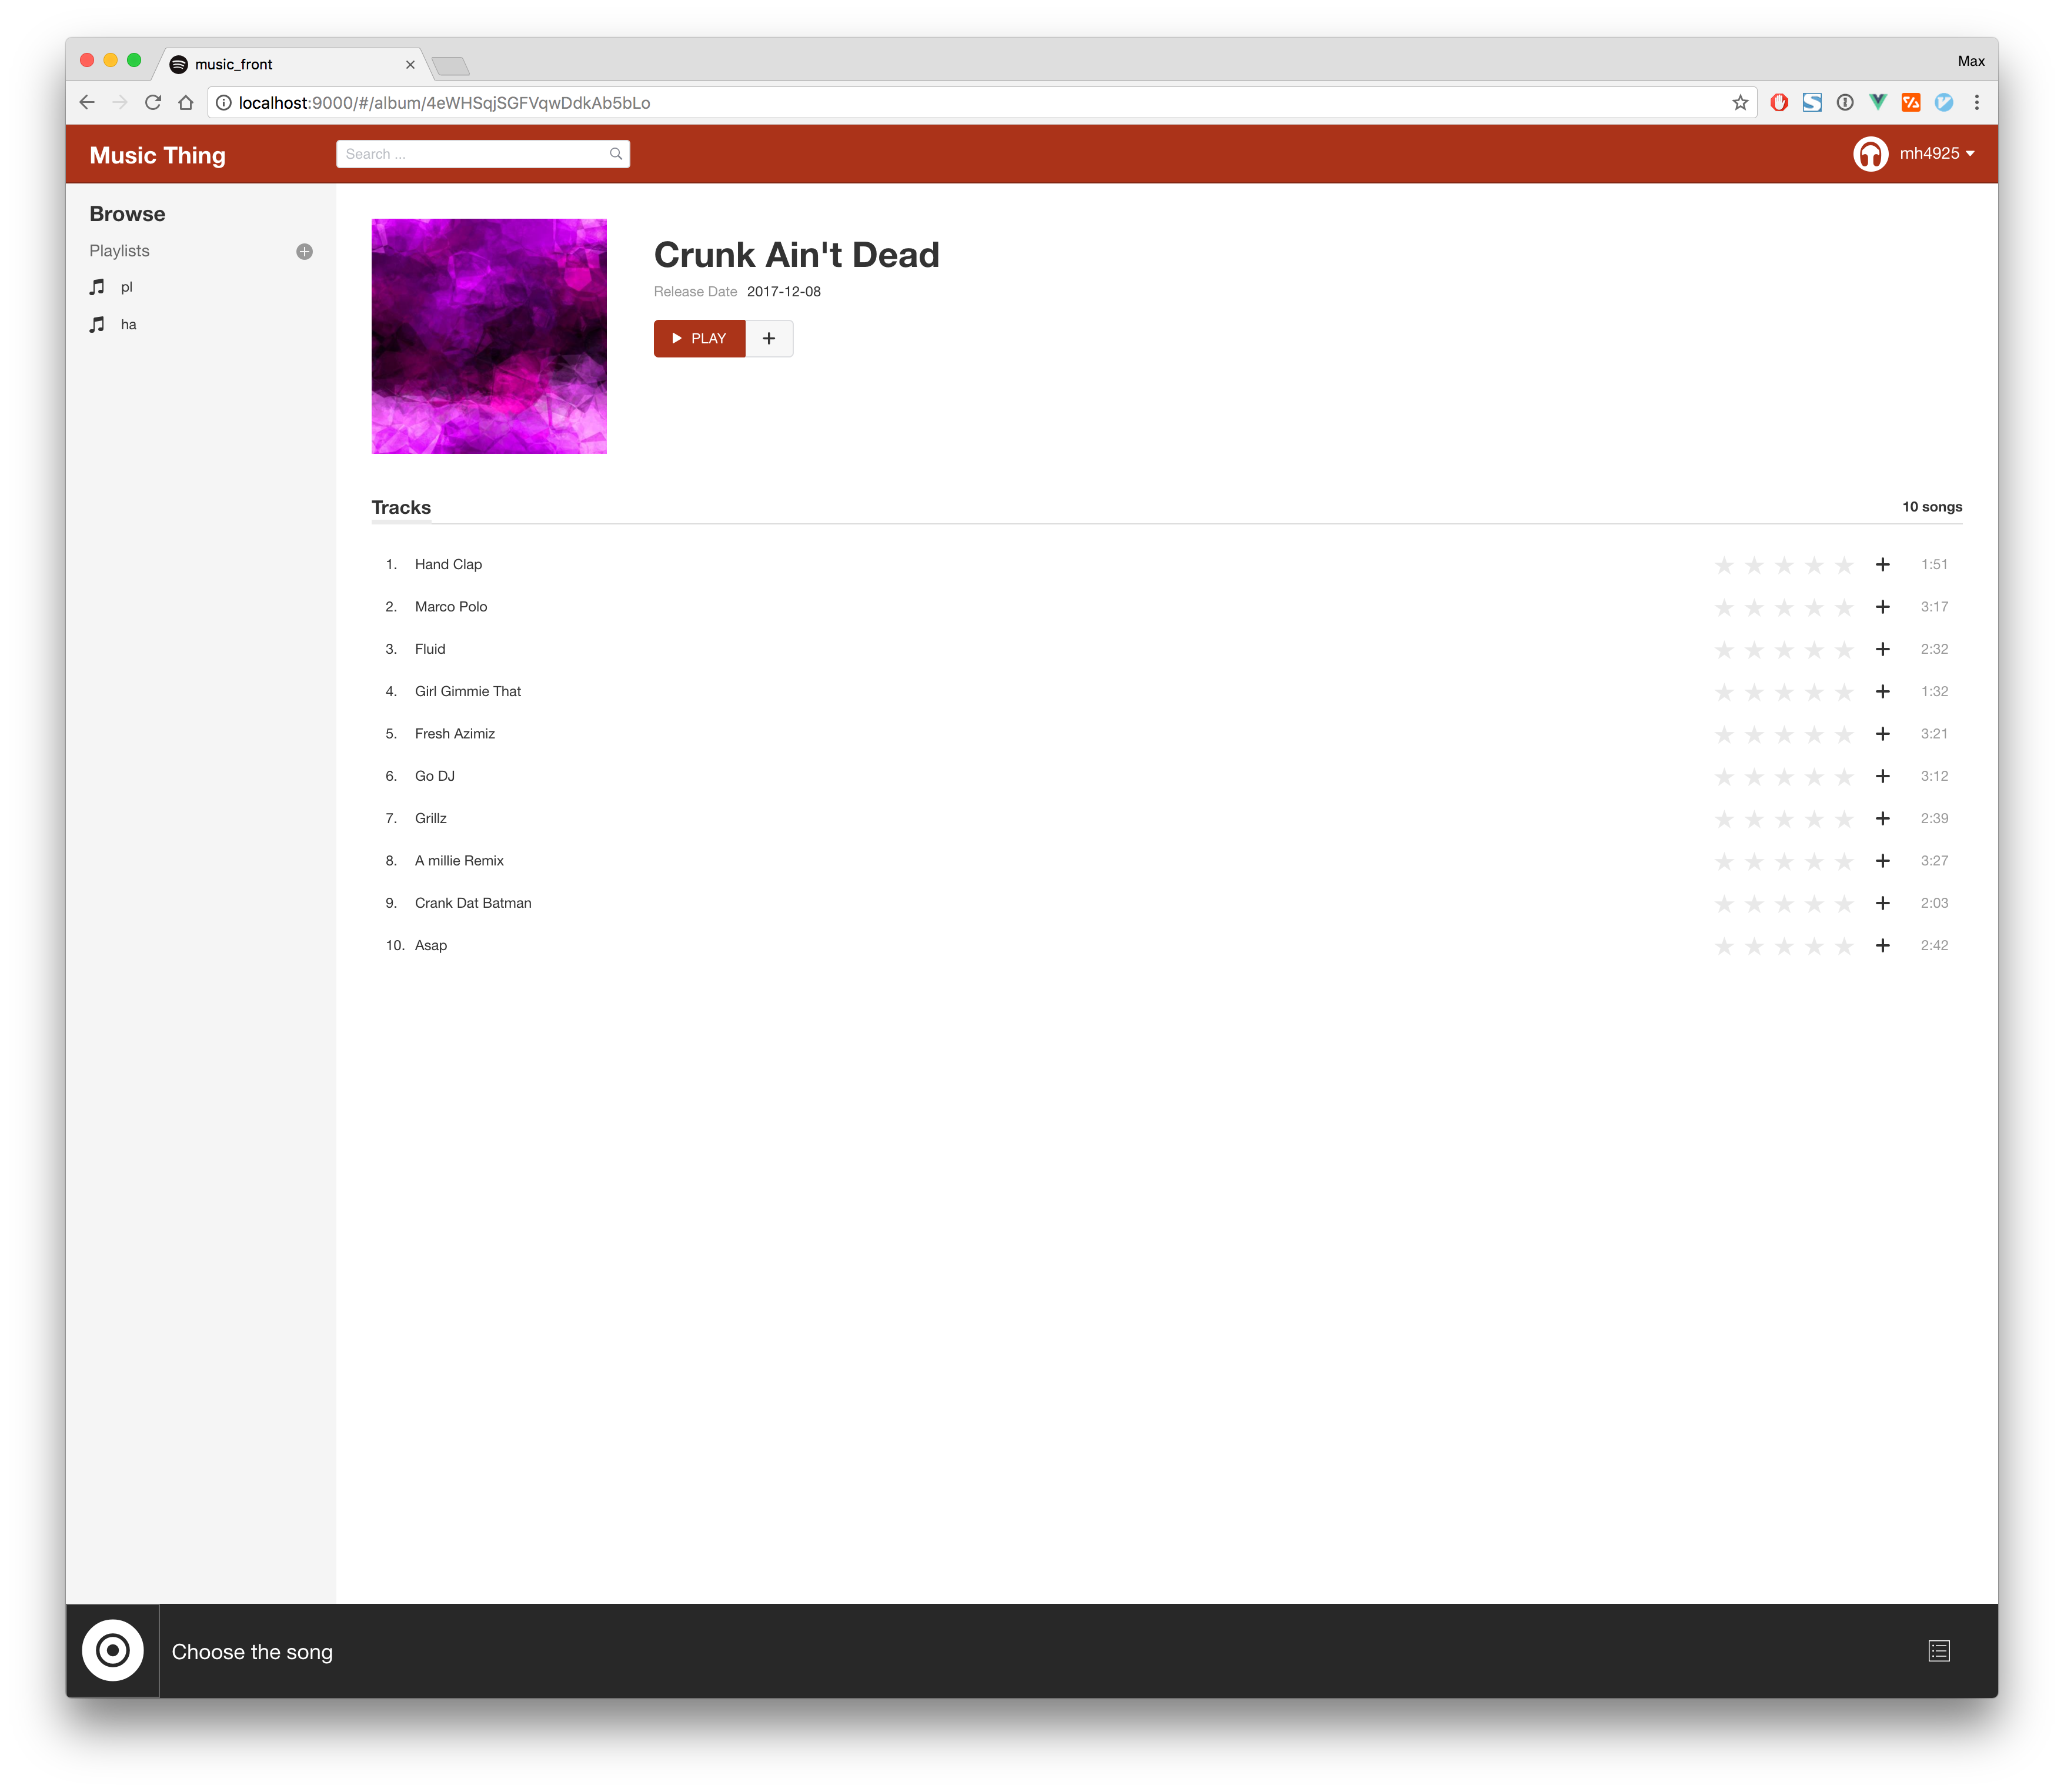 music_front
Max
localhost:9000/#/album/4eWHSqjSGFVqwDdkAb5bLo
Music Thing
Search ...
mh4925
Browse
Playlists
pl
ha
Crunk Ain't Dead
Release Date 2017-12-08
PLAY
Tracks
10 songs
1. Hand Clap 1:51
2. Marco Polo 3:17
3. Fluid 2:32
4. Girl Gimmie That 1:32
5. Fresh Azimiz 3:21
6. Go DJ 3:12
7. Grillz 2:39
8. A millie Remix 3:27
9. Crank Dat Batman 2:03
10. Asap 2:42
Choose the song